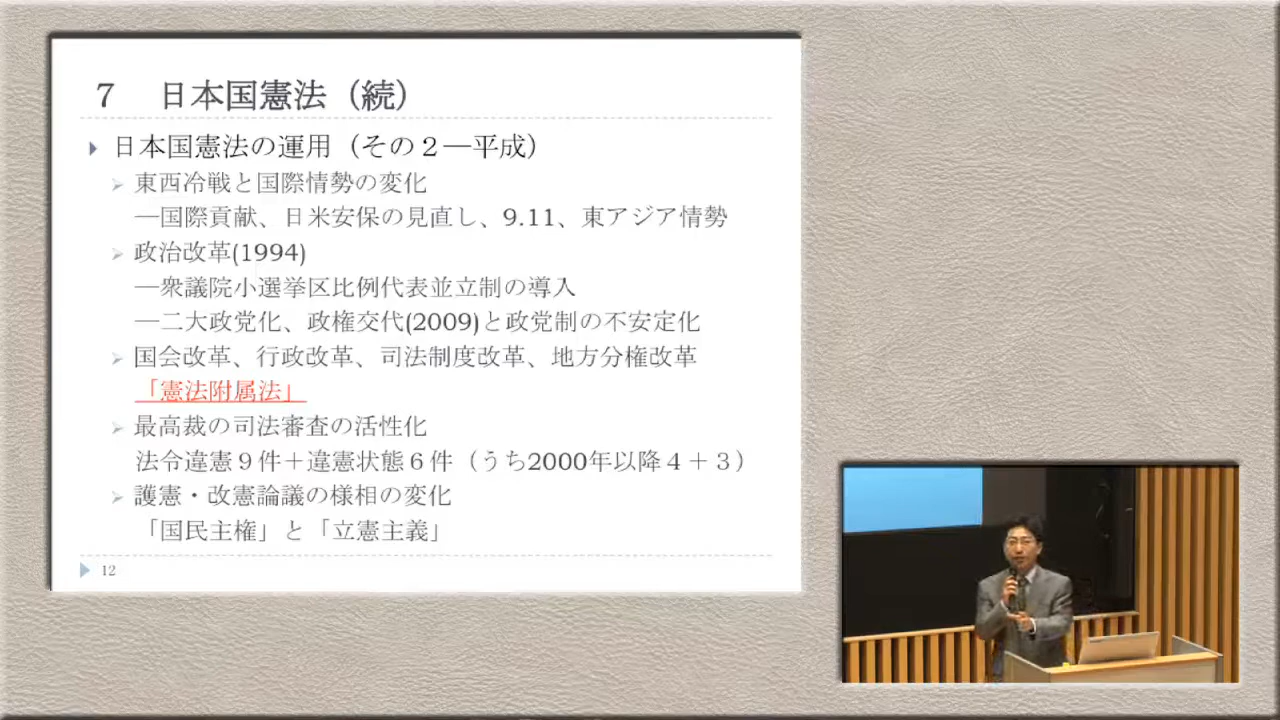 ７　日本国憲法（続）
日本国憲法の運用（その２―平成）
東西冷戦と国際情勢の変化
―国際貢献、日米安保の見直し、9.11、東アジア情勢
政治改革(1994)
―衆議院小選挙区比例代表並立制の導入
―二大政党化、政権交代(2009)と政党制の不安定化
国会改革、行政改革、司法制度改革、地方分権改革
「憲法附属法」
最高裁の司法審査の活性化
法令違憲９件＋違憲状態６件（うち2000年以降４＋３）
護憲・改憲論議の様相の変化
「国民主権」と「立憲主義」
12